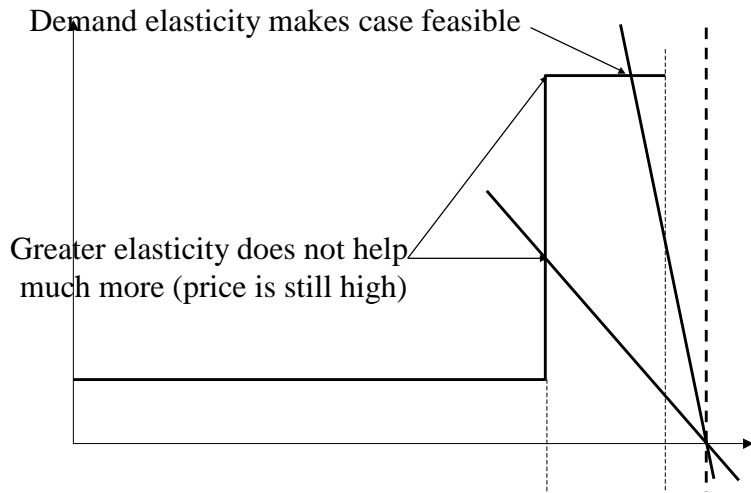 Demand elasticity makes case feasible
Greater elasticity does not help
much more (price is still high)